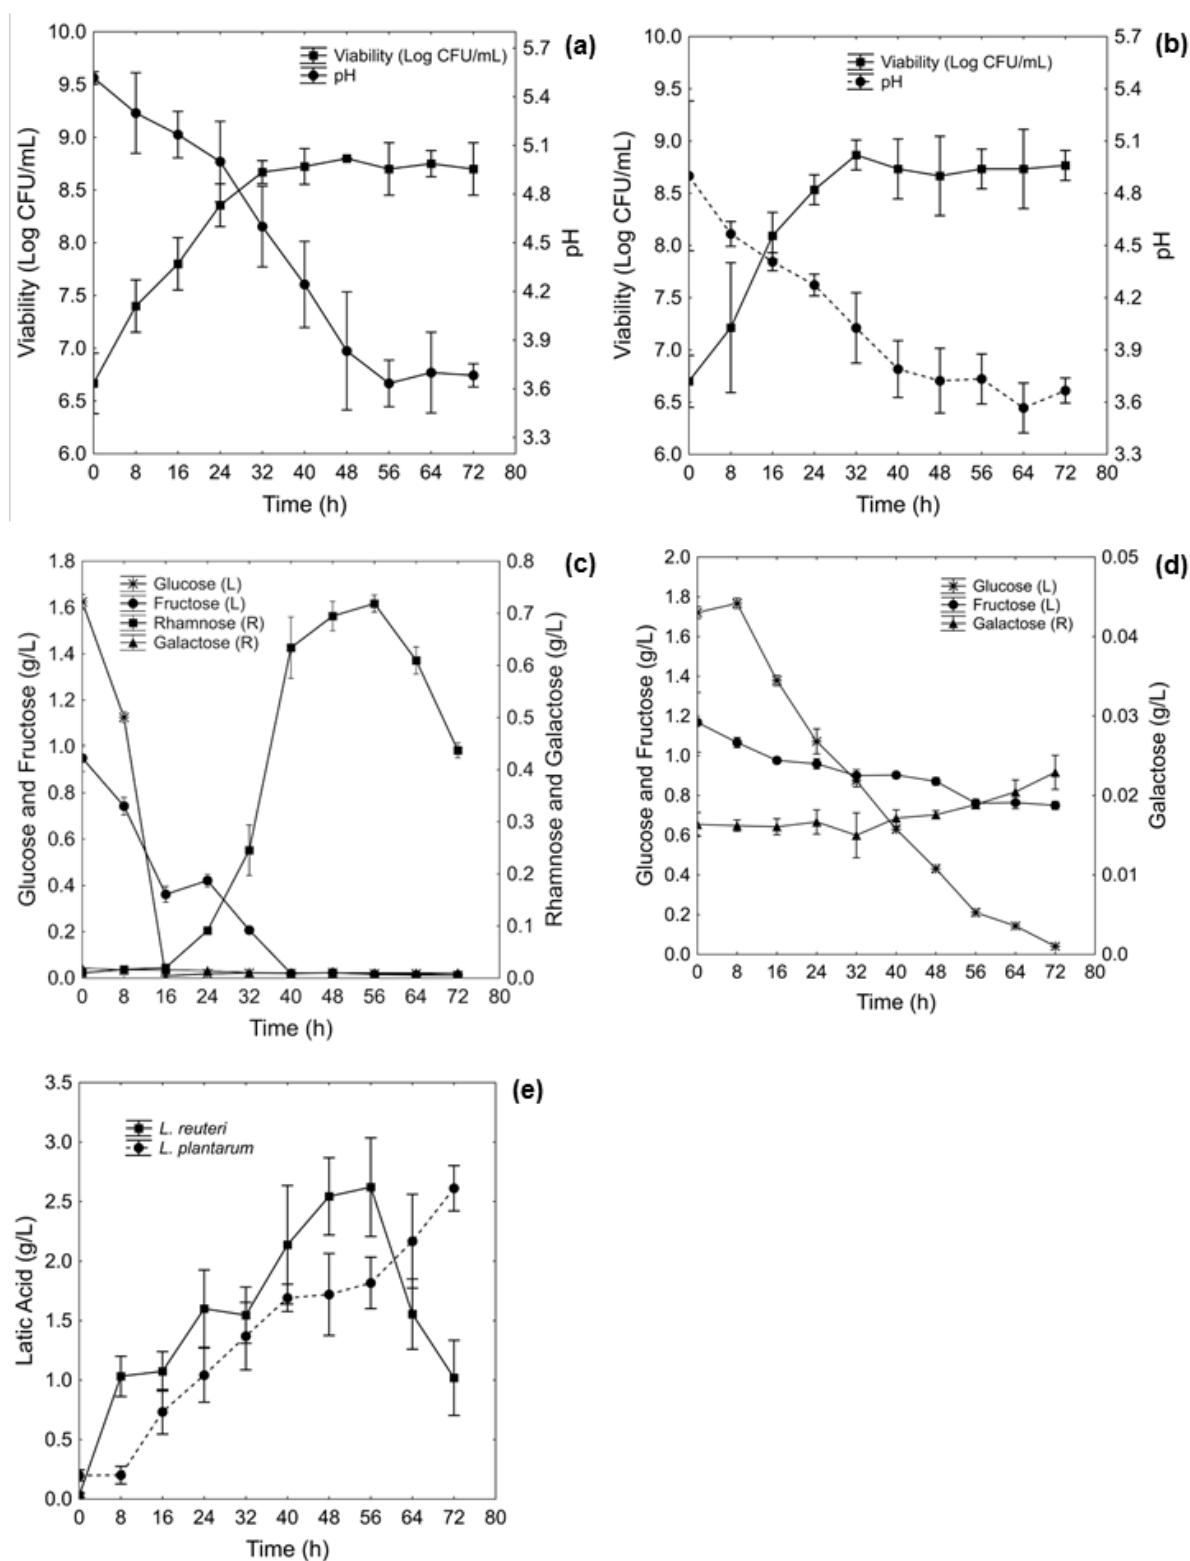 (a)
Viability (Log CFU/mL)
pH
10.0
9.5
9.0
8.5
8.0
7.5
7.0
6.5
6.0
Viability (Log CFU/mL)
5.7
5.4
5.1
4.8
4.5
4.2
3.9
3.6
3.3
pH
0 8 16 24 32 40 48 56 64 72 80
Time (h)
(b)
Viability (Log CFU/mL)
pH
10.0
9.5
9.0
8.5
8.0
7.5
7.0
6.5
6.0
Viability (Log CFU/mL)
5.7
5.4
5.1
4.8
4.5
4.2
3.9
3.6
3.3
pH
0 8 16 24 32 40 48 56 64 72 80
Time (h)
(c)
Glucose (L)
Fructose (L)
Rhamnose (R)
Galactose (R)
1.8
1.6
1.4
1.2
1.0
0.8
0.6
0.4
0.2
0.0
Glucose and Fructose (g/L)
0.8
0.7
0.6
0.5
0.4
0.3
0.2
0.1
0.0
Rhamnose and Galactose (g/L)
0 8 16 24 32 40 48 56 64 72 80
Time (h)
(d)
Glucose (L)
Fructose (L)
Galactose (R)
2.0
1.8
1.6
1.4
1.2
1.0
0.8
0.6
0.4
0.2
0.0
Glucose and Fructose (g/L)
0.05
0.04
0.03
0.02
0.01
0.0
Galactose (g/L)
0 8 16 24 32 40 48 56 64 72 80
Time (h)
(e)
L. reuteri
L. plantarum
3.5
3.0
2.5
2.0
1.5
1.0
0.5
0.0
Latic Acid (g/L)
0 8 16 24 32 40 48 56 64 72 80
Time (h)